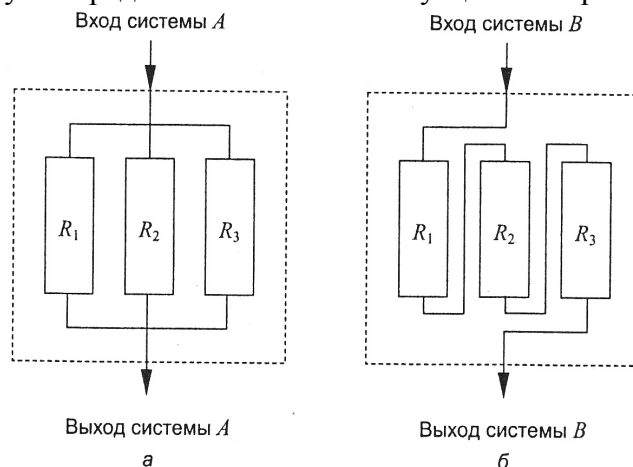 Вход системы A
Вход системы B
R1 R2 R3
R1 R2 R3
Выход системы A
Выход системы B
а
б